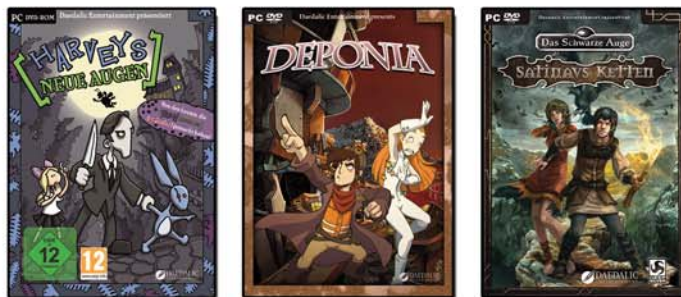 PC DVD-ROM
Daedalic Entertainment präsentiert
HARVEYS
NEUE AUGEN
USK
12
12
DAEDALIC
PC DVD
Daedalic Entertainment presents
DEPONIA
DAEDALIC
PC DVD
Das Schwarze Auge
SATINAVS KETTEN
DAEDALIC